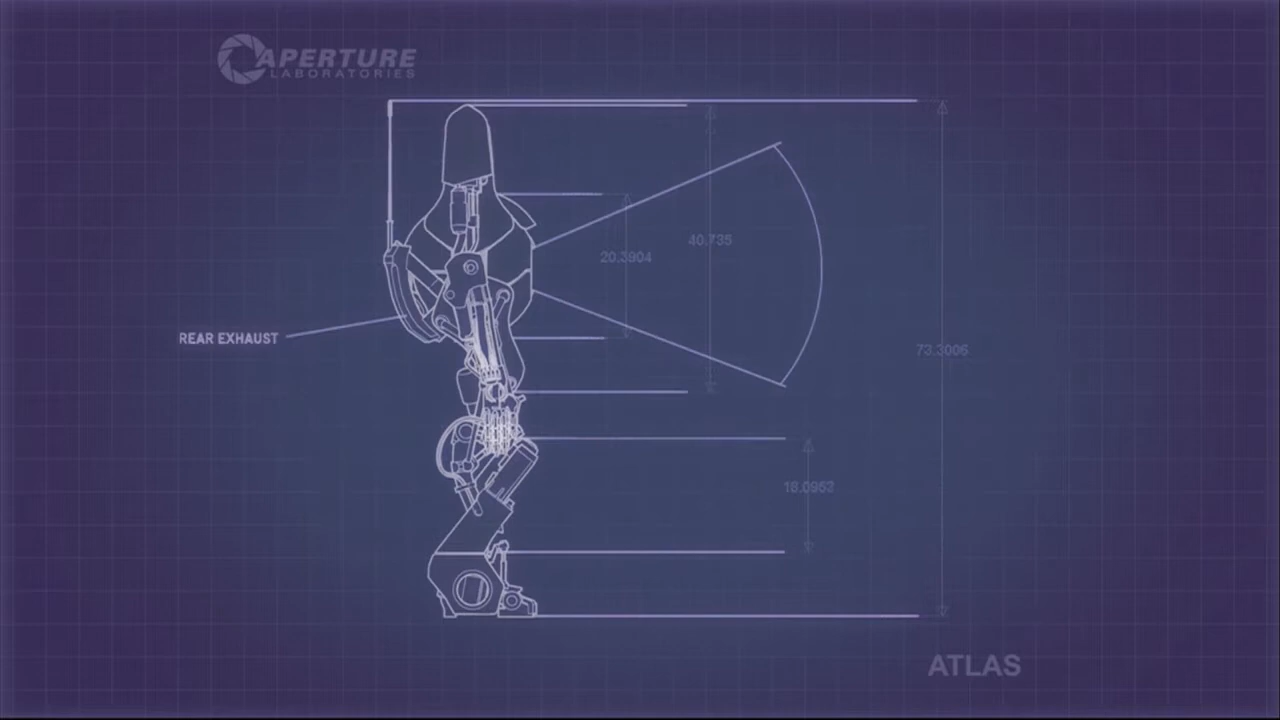 APERTURE
LABORATORIES
40.735
20.3904
REAR EXHAUST
73.3006
18.0962
ATLAS